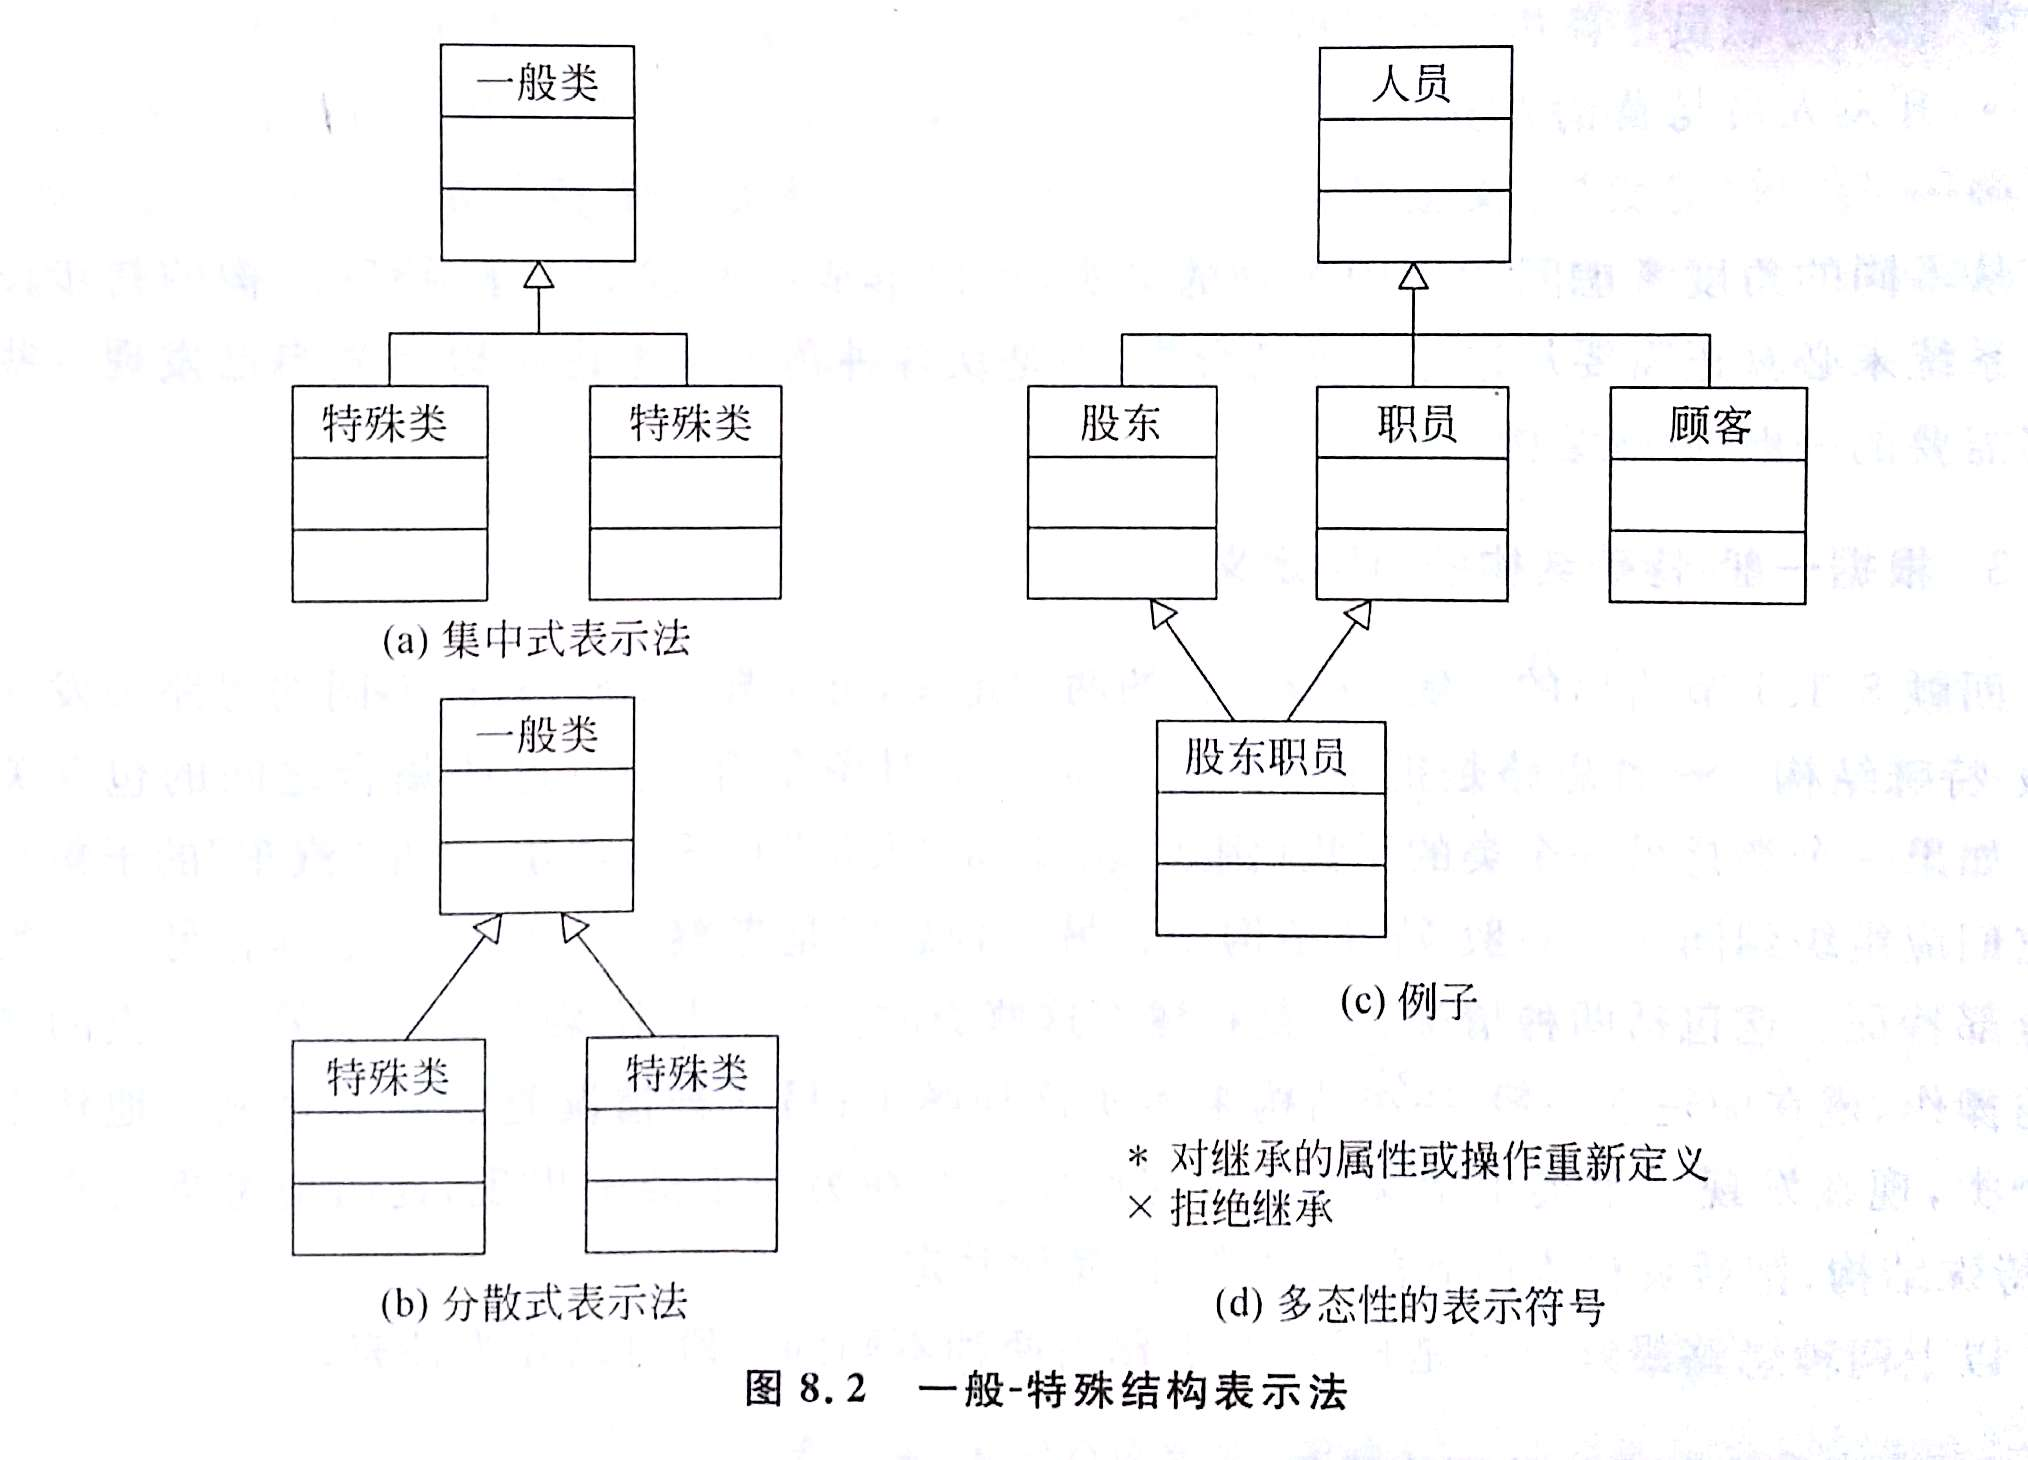 一般类
特殊类
特殊类
(a) 集中式表示法
一般类
特殊类
特殊类
(b) 分散式表示法
人员
股东
职员
顾客
股东职员
(c) 例子
* 对继承的属性或操作重新定义
× 拒绝继承
(d) 多态性的表示符号
图 8.2 一般-特殊结构表示法